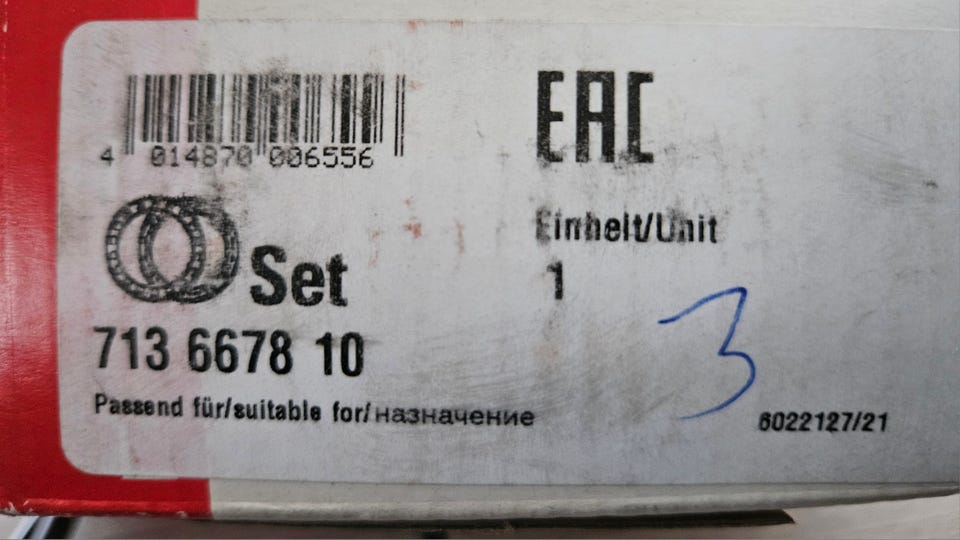 EAC
4 014870 006556
Einheit/Unit
Set
1
713 6678 10
3
Passend für/suitable for/назначение
6022127/21